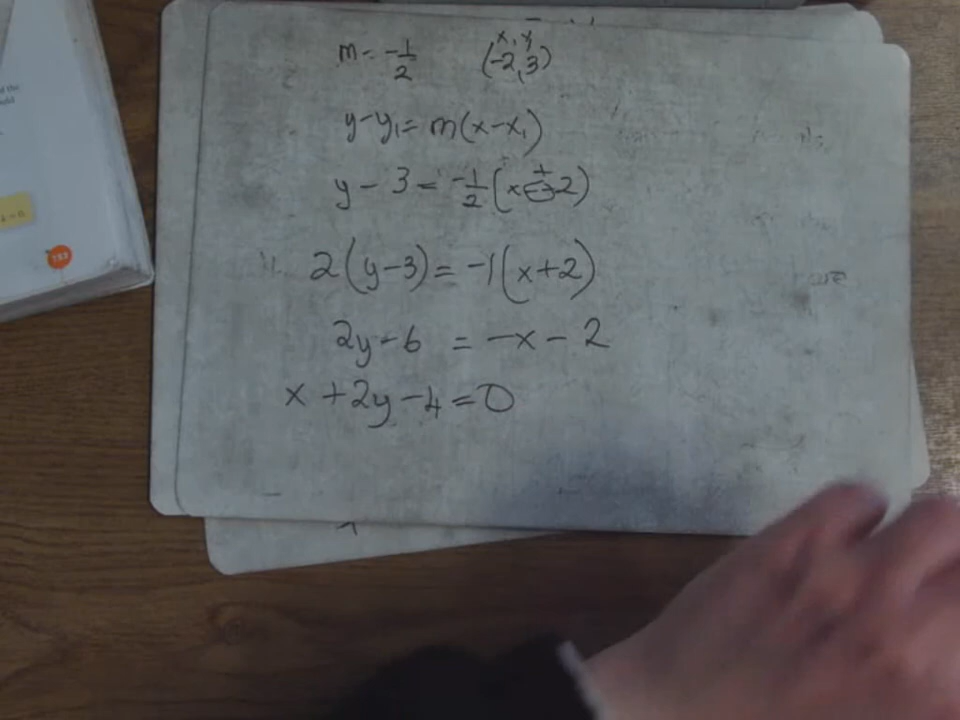 m = -1/2 (-2, 3) x, y
y - y₁ = m(x - x₁)
y - 3 = -1/2 (x - -2) +
2(y - 3) = -1(x + 2)
2y - 6 = -x - 2
x + 2y - 4 = 0